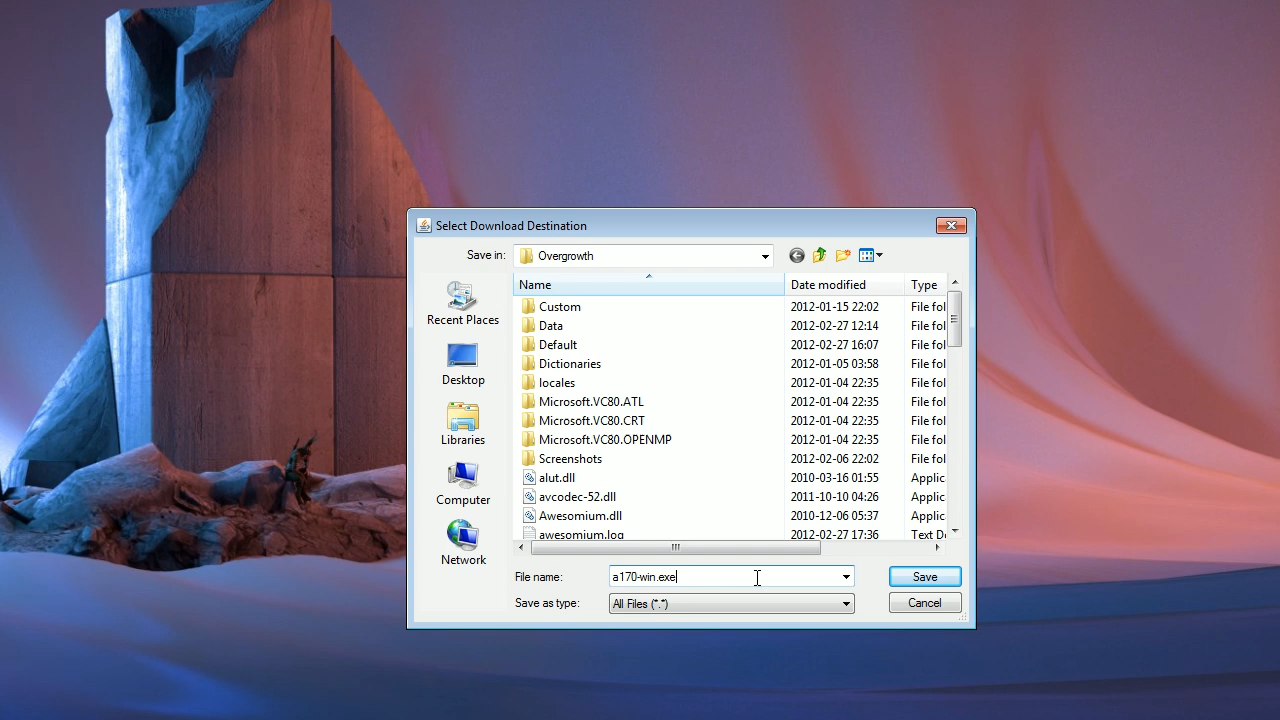 Select Download Destination
Save in: Overgrowth
Name Date modified Type
Recent Places
Desktop
Libraries
Computer
Network
Custom 2012-01-15 22:02 File fol
Data 2012-02-27 12:14 File fol
Default 2012-02-27 16:07 File fol
Dictionaries 2012-01-05 03:58 File fol
locales 2012-01-04 22:35 File fol
Microsoft.VC80.ATL 2012-01-04 22:35 File fol
Microsoft.VC80.CRT 2012-01-04 22:35 File fol
Microsoft.VC80.OPENMP 2012-01-04 22:35 File fol
Screenshots 2012-02-06 22:02 File fol
alut.dll 2010-03-16 01:55 Applic
avcodec-52.dll 2011-10-10 04:26 Applic
Awesomium.dll 2010-12-06 05:37 Applic
awesomium.log 2012-02-27 17:36 Text D
File name: a170-win.exe Save
Save as type: All Files (*.*) Cancel